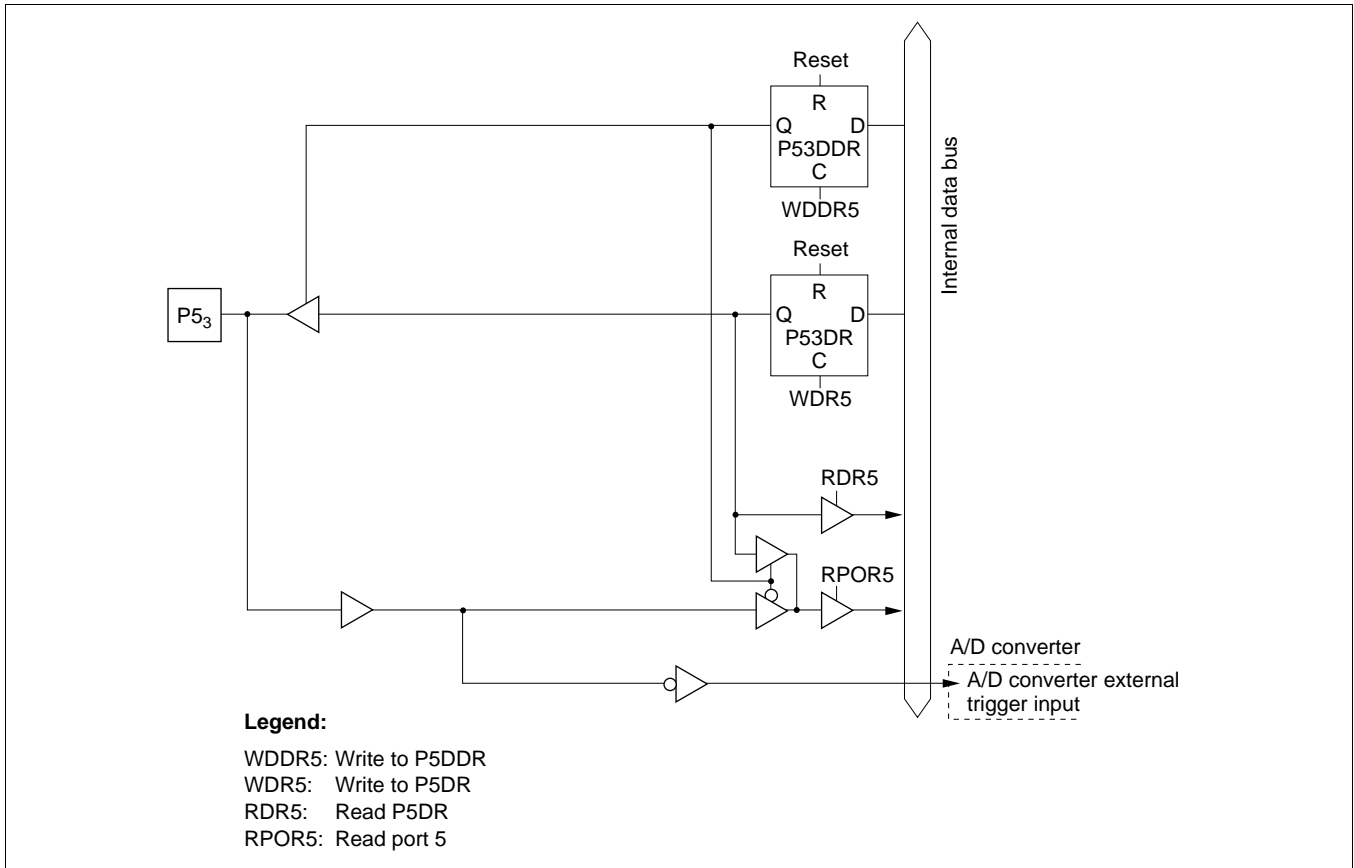 Reset
R
Q D
P53DDR
C
WDDR5
Internal data bus
Reset
R
P5₃
Q D
P53DR
C
WDR5
RDR5
RPOR5
A/D converter
A/D converter external
trigger input
Legend:
WDDR5: Write to P5DDR
WDR5: Write to P5DR
RDR5: Read P5DR
RPOR5: Read port 5